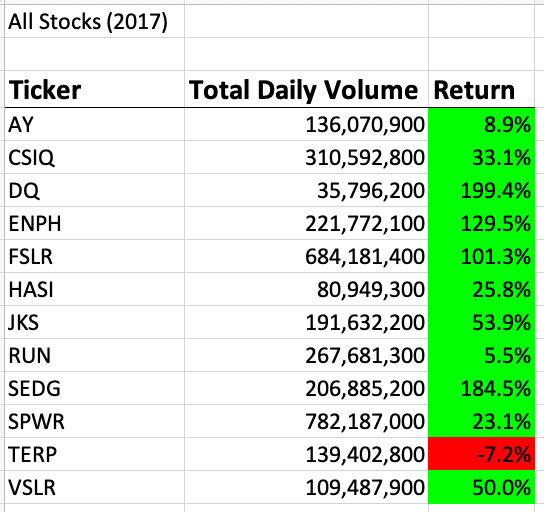 All Stocks (2017)
Ticker Total Daily Volume Return
AY 136,070,900 8.9%
CSIQ 310,592,800 33.1%
DQ 35,796,200 199.4%
ENPH 221,772,100 129.5%
FSLR 684,181,400 101.3%
HASI 80,949,300 25.8%
JKS 191,632,200 53.9%
RUN 267,681,300 5.5%
SEDG 206,885,200 184.5%
SPWR 782,187,000 23.1%
TERP 139,402,800 -7.2%
VSLR 109,487,900 50.0%